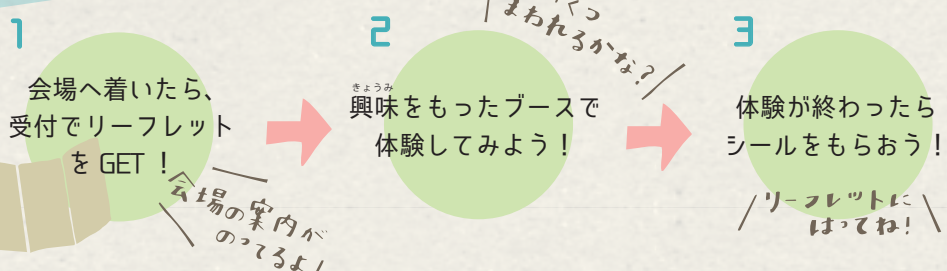 1
会場へ着いたら、
受付でリーフレット
を GET !
会場の案内が
のってるよ!
2
まわれるかな?
きょうみ
興味をもったブースで
体験してみよう!
3
体験が終わったら
シールをもらおう!
リーフレットに
はってね!